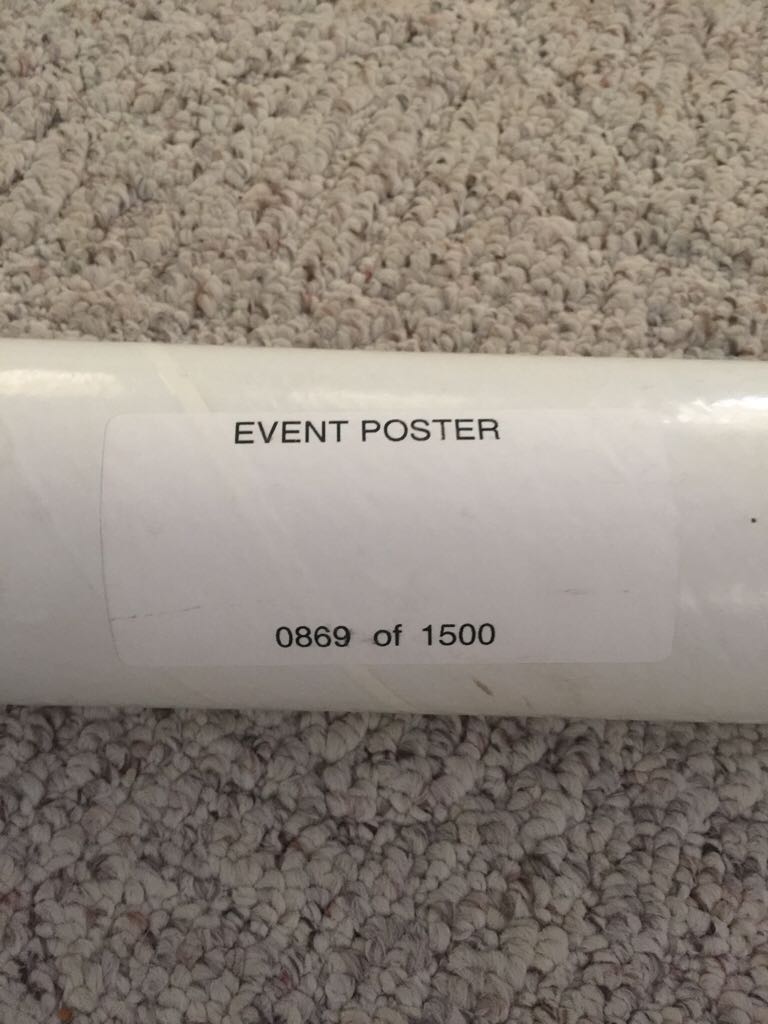 EVENT POSTER
0869 of 1500